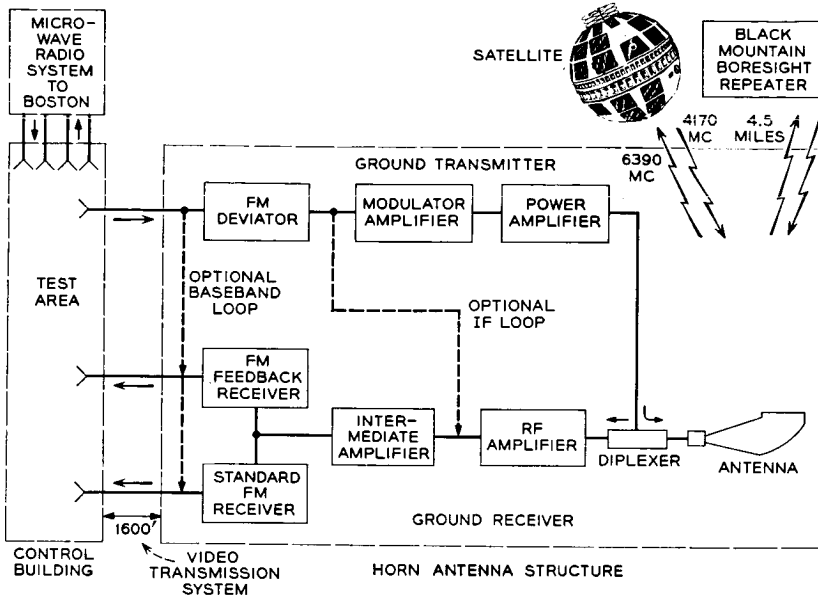 MICRO-
WAVE
RADIO
SYSTEM
TO
BOSTON
SATELLITE
BLACK
MOUNTAIN
BORESIGHT
REPEATER
4170
MC
4.5
MILES
6390
MC
GROUND TRANSMITTER
FM
DEVIATOR
MODULATOR
AMPLIFIER
POWER
AMPLIFIER
TEST
AREA
OPTIONAL
BASEBAND
LOOP
OPTIONAL
IF LOOP
FM
FEEDBACK
RECEIVER
INTER-
MEDIATE
AMPLIFIER
RF
AMPLIFIER
DIPLEXER
ANTENNA
STANDARD
FM
RECEIVER
GROUND RECEIVER
1600'
CONTROL
BUILDING
VIDEO
TRANSMISSION
SYSTEM
HORN ANTENNA STRUCTURE